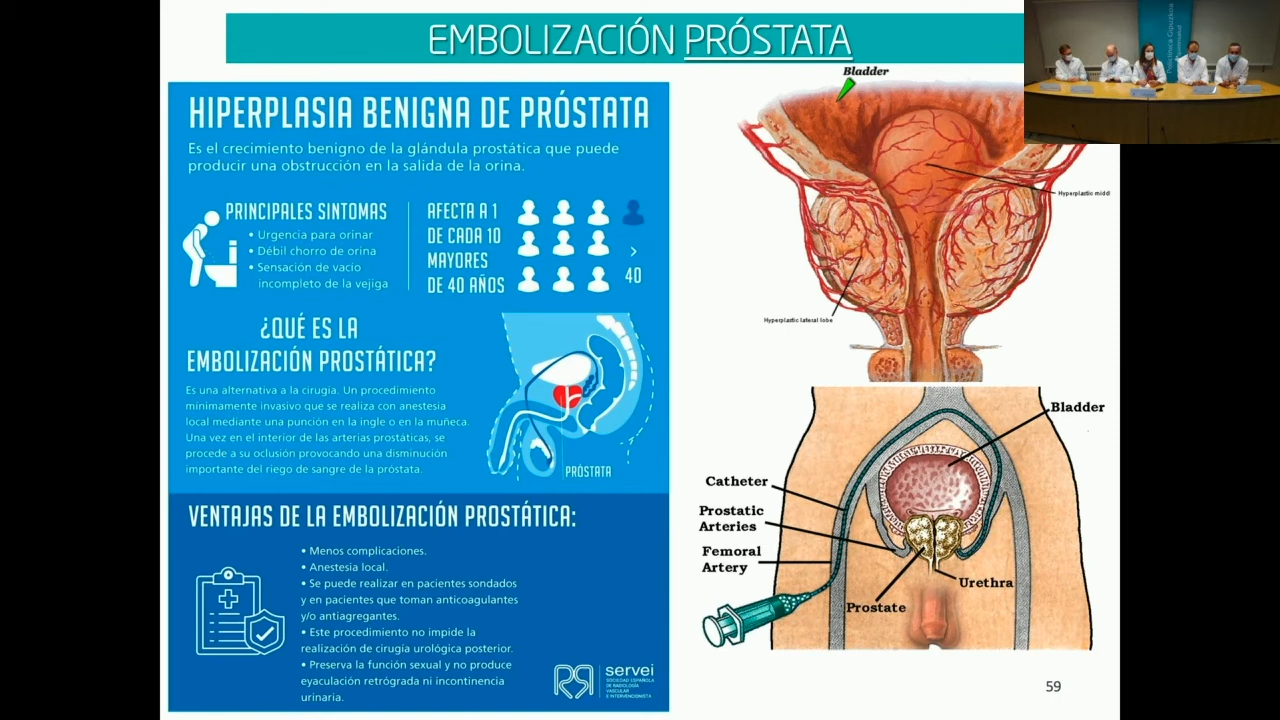 EMBOLIZACIÓN PRÓSTATA
HIPERPLASIA BENIGNA DE PRÓSTATA
Es el crecimiento benigno de la glándula prostática que puede
producir una obstrucción en la salida de la orina.
PRINCIPALES SINTOMAS
• Urgencia para orinar
• Débil chorro de orina
• Sensación de vacio
incompleto de la vejiga
AFECTA A 1
DE CADA 10
MAYORES
DE 40 AÑOS
>
40
¿QUÉ ES LA
EMBOLIZACIÓN PROSTÁTICA?
Es una alternativa a la cirugía. Un procedimiento
minimamente invasivo que se realiza con anestesia
local mediante una punción en la ingle o en la muñeca.
Una vez en el interior de las arterias prostáticas, se
procede a su oclusión provocando una disminución
importante del riego de sangre de la próstata.
PRÓSTATA
VENTAJAS DE LA EMBOLIZACIÓN PROSTÁTICA:
• Menos complicaciones.
• Anestesia local.
• Se puede realizar en pacientes sondados
y en pacientes que toman anticoagulantes
y/o antiagregantes.
• Este procedimiento no impide la
realización de cirugía urológica posterior.
• Preserva la función sexual y no produce
eyaculación retrógrada ni incontinencia
urinaria.
servei
SOCIEDAD ESPAÑOLA
DE RADIOLOGÍA
VASCULAR
E INTERVENCIONISTA
Bladder
Hyperplastic middl
Hyperplastic lateral lobe
Bladder
Catheter
Prostatic
Arteries
Femoral
Artery
Urethra
Prostate
59
Policlínica Gipuzkoa